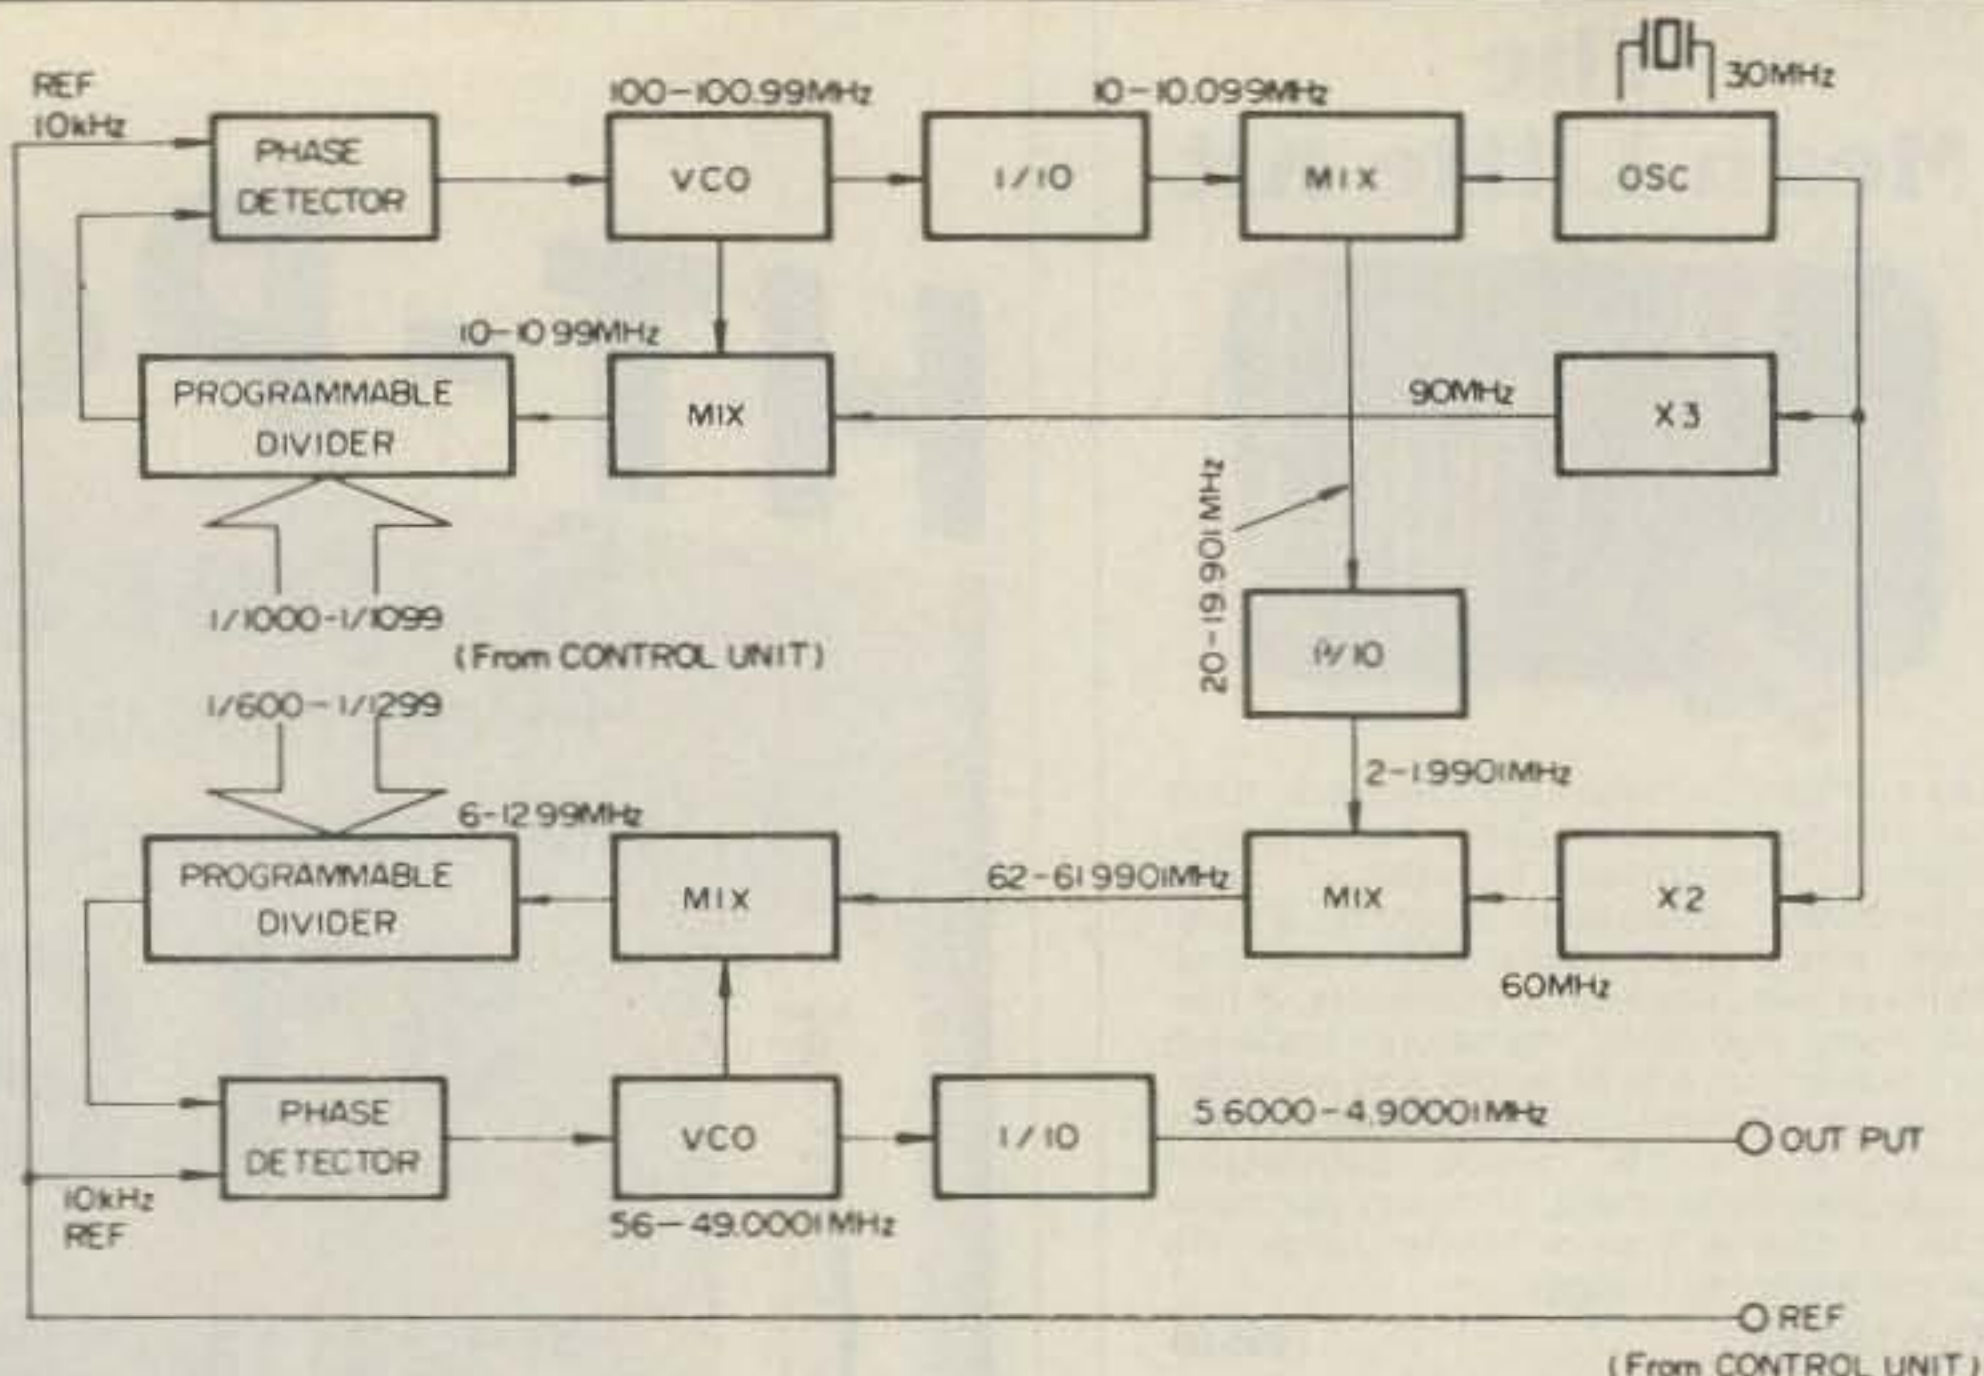 REF
10kHz
100-100.99MHz
10-10.099MHz
30MHz
PHASE
DETECTOR
VCO
1/10
MIX
OSC
10-10.99MHz
90MHz
PROGRAMMABLE
DIVIDER
MIX
X3
20-19.901MHz
1/1000-1/1099
(From CONTROL UNIT)
1/600-1/1299
1/10
2-1.9901MHz
6-12.99MHz
62-61.9901MHz
PROGRAMMABLE
DIVIDER
MIX
MIX
X2
60MHz
PHASE
DETECTOR
VCO
1/10
5.6000-4.90001MHz
OUT PUT
10kHz
REF
56-49.0001MHz
REF
(From CONTROL UNIT)